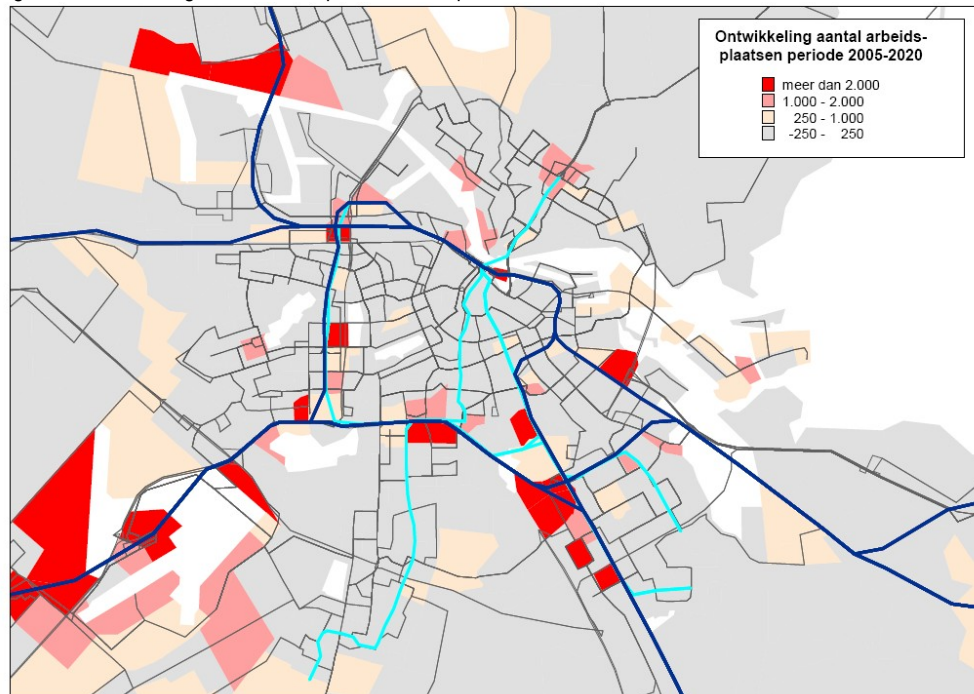 Ontwikkeling aantal arbeids-
plaatsen periode 2005-2020
meer dan 2.000
1.000 - 2.000
250 - 1.000
-250 - 250